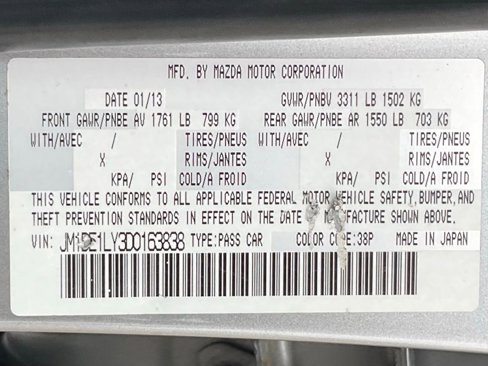 MFD. BY MAZDA MOTOR CORPORATION
DATE 01/13 GVWR/PNBV 3311 LB 1502 KG
FRONT GAWR/PNBE AV 1761 LB 799 KG REAR GAWR/PNBE AR 1550 LB 703 KG
WITH/AVEC / TIRES/PNEUS WITH/AVEC / TIRES/PNEUS
X RIMS/JANTES X RIMS/JANTES
KPA/ PSI COLD/A FROID KPA/ PSI COLD/A FROID
THIS VEHICLE CONFORMS TO ALL APPLICABLE FEDERAL MOTOR VEHICLE SAFETY, BUMPER, AND
THEFT PREVENTION STANDARDS IN EFFECT ON THE DATE MANUFACTURE SHOWN ABOVE.
VIN: TYPE:PASS CAR COLOR CODE:38P MADE IN JAPAN